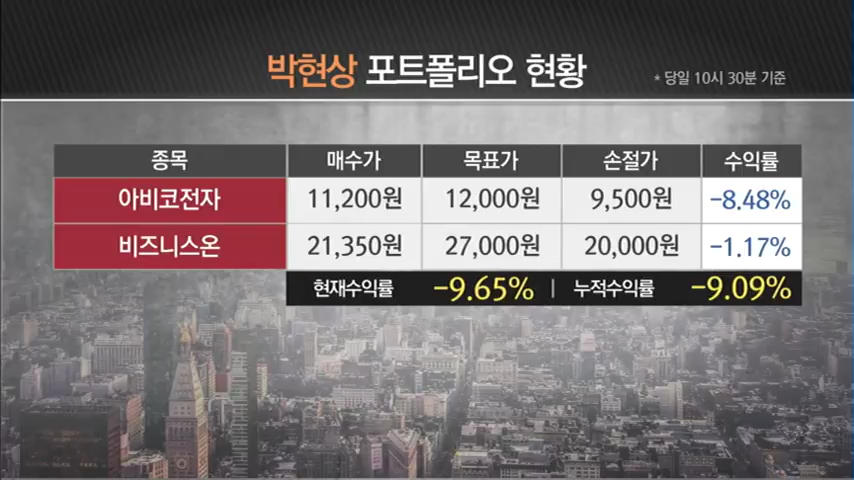 박현상 포트폴리오 현황
* 당일 10시 30분 기준
종목 매수가 목표가 손절가 수익률
아비코전자 11,200원 12,000원 9,500원 -8.48%
비즈니스온 21,350원 27,000원 20,000원 -1.17%
현재수익률 -9.65% | 누적수익률 -9.09%